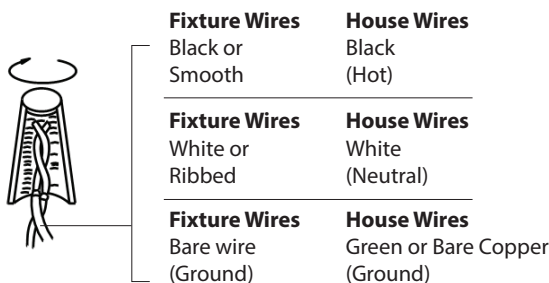 Fixture Wires House Wires
Black or Black
Smooth (Hot)
Fixture Wires House Wires
White or White
Ribbed (Neutral)
Fixture Wires House Wires
Bare wire Green or Bare Copper
(Ground) (Ground)